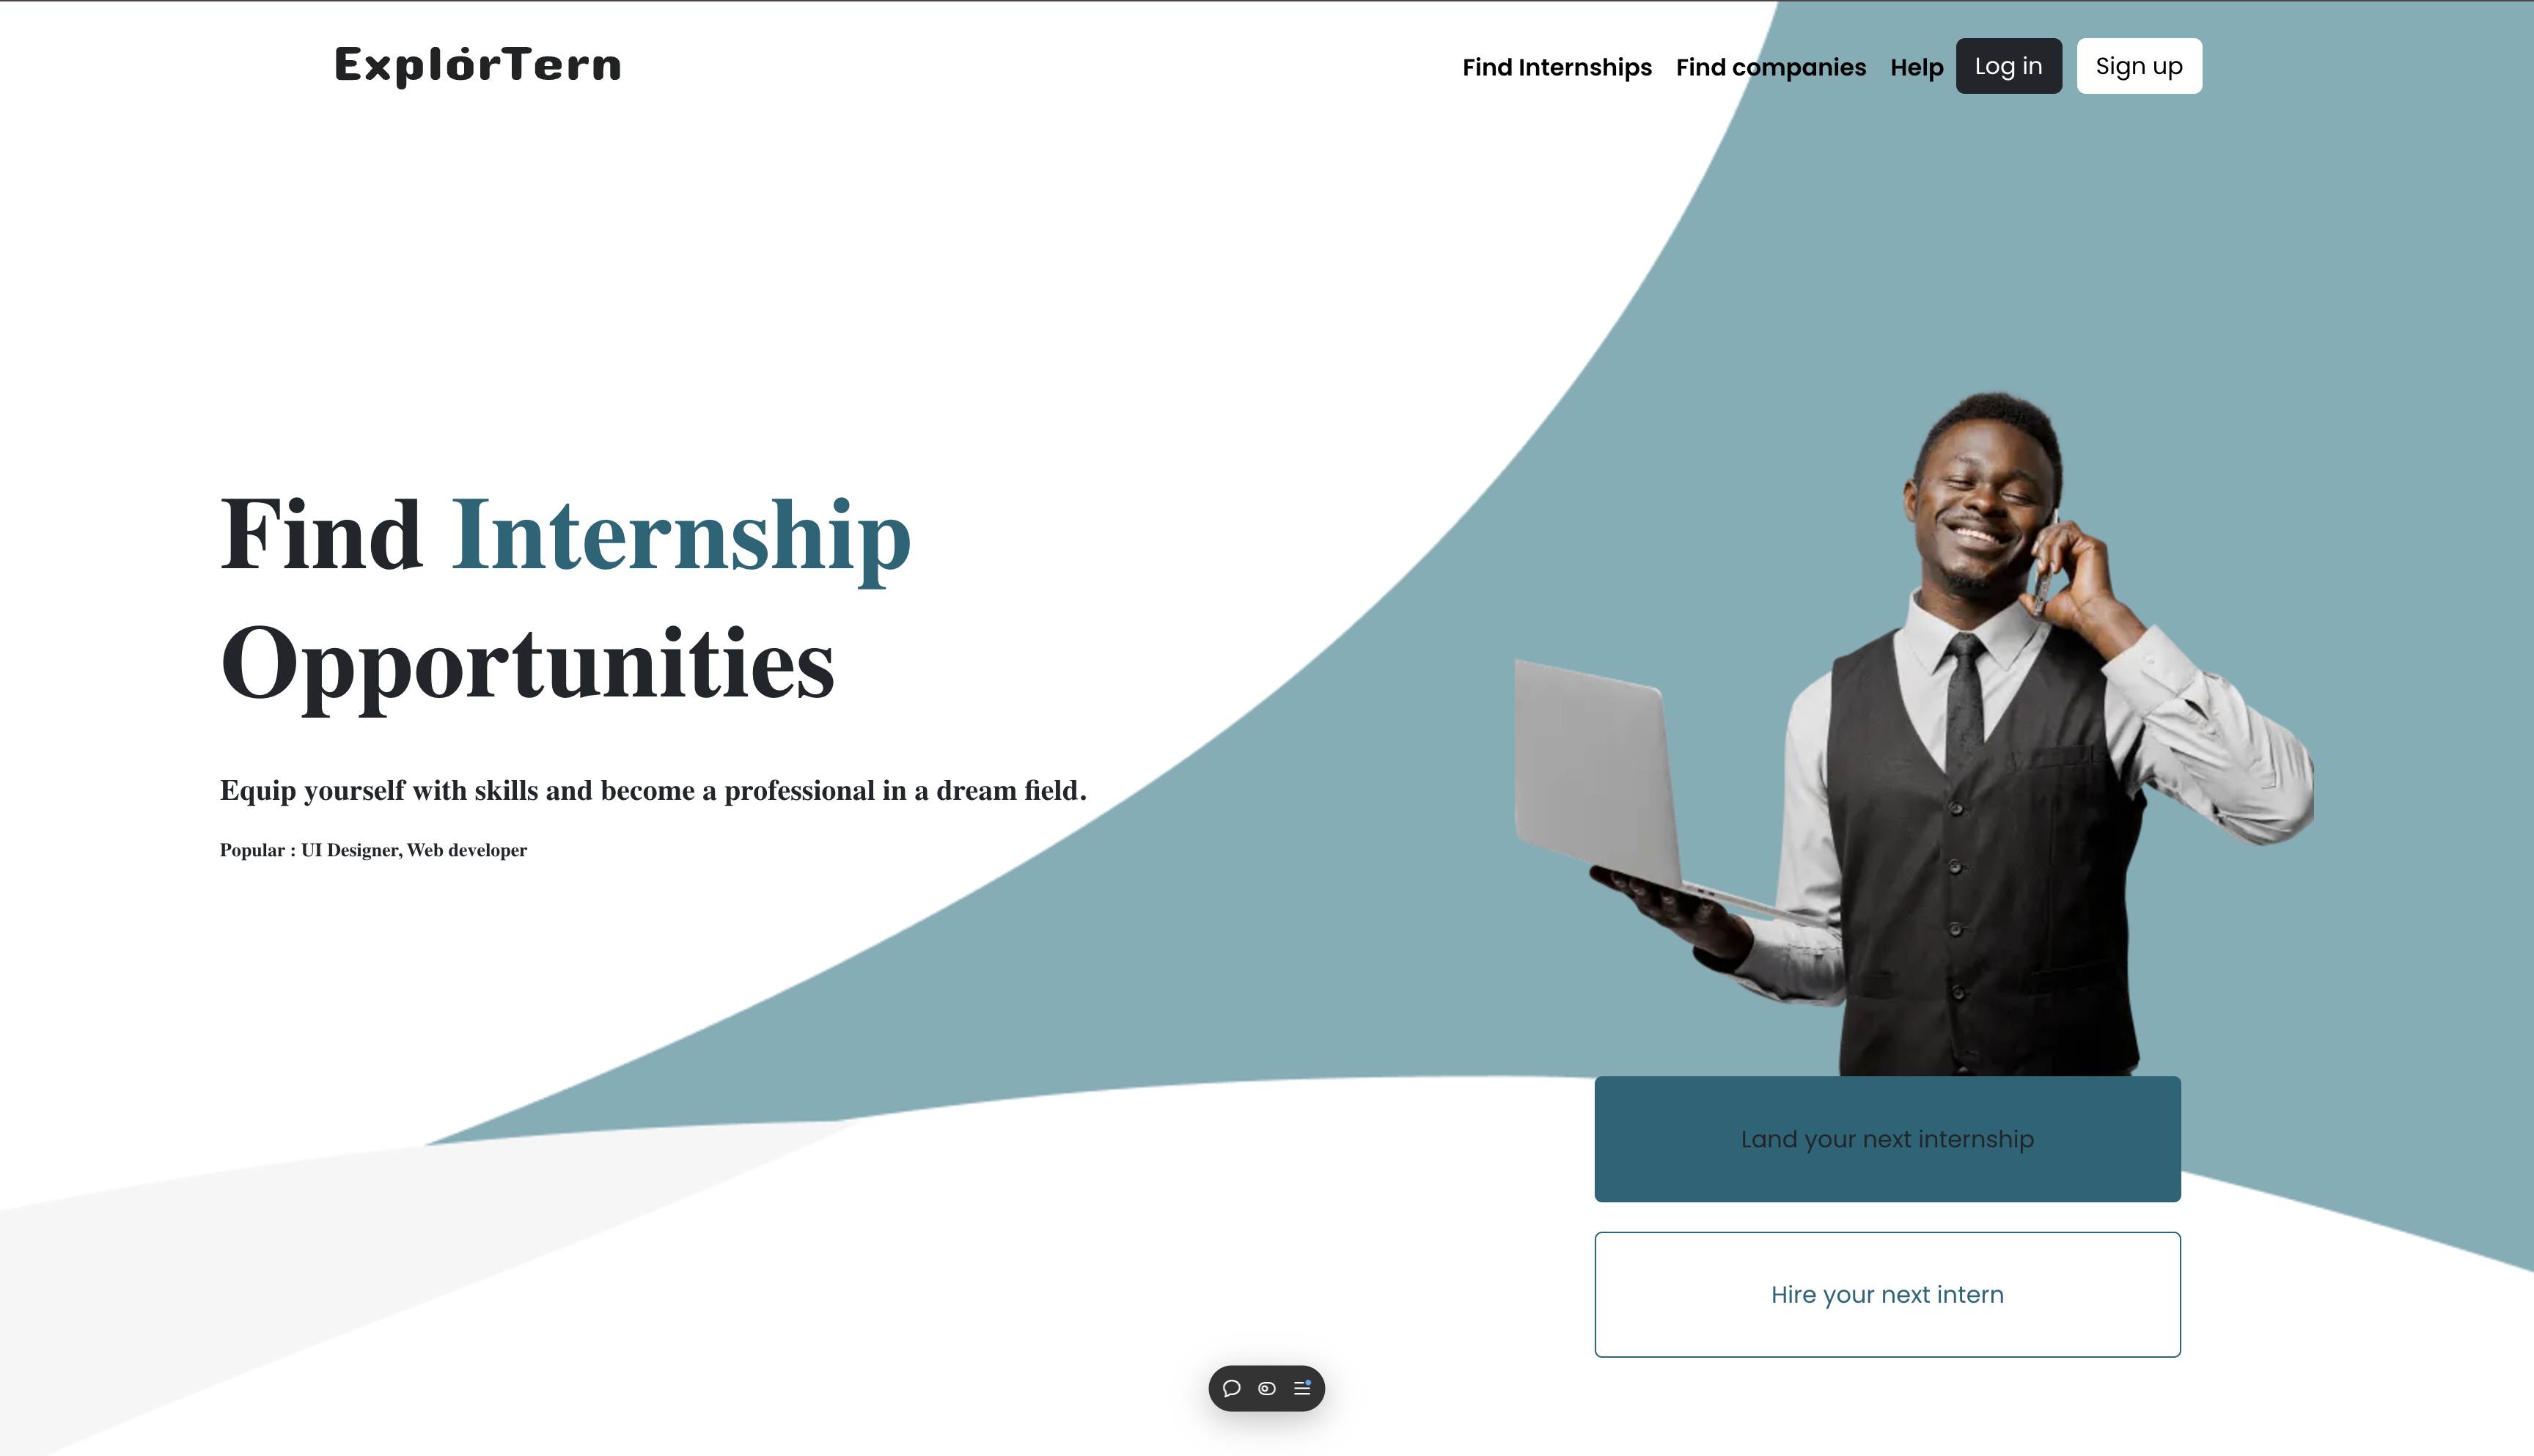 ExplórTern
Find Internships Find companies Help Log in Sign up
Find Internship
Opportunities
Equip yourself with skills and become a professional in a dream field.
Popular : UI Designer, Web developer
Land your next internship
Hire your next intern